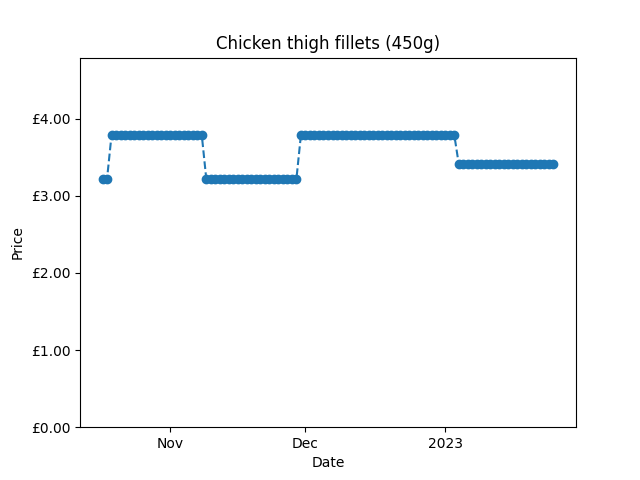 Chicken thigh fillets (450g)
£4.00
£3.00
£2.00
£1.00
£0.00
Price
Nov
Dec
2023
Date